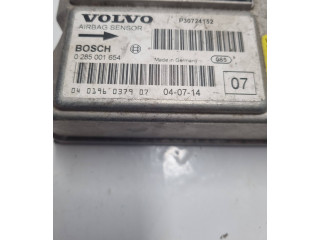 VOLVO
AIRBAG SENSOR
P30724152
BOSCH
0 285 001 654
Made in Germany
04 0196 0379 07
04-07-14
07